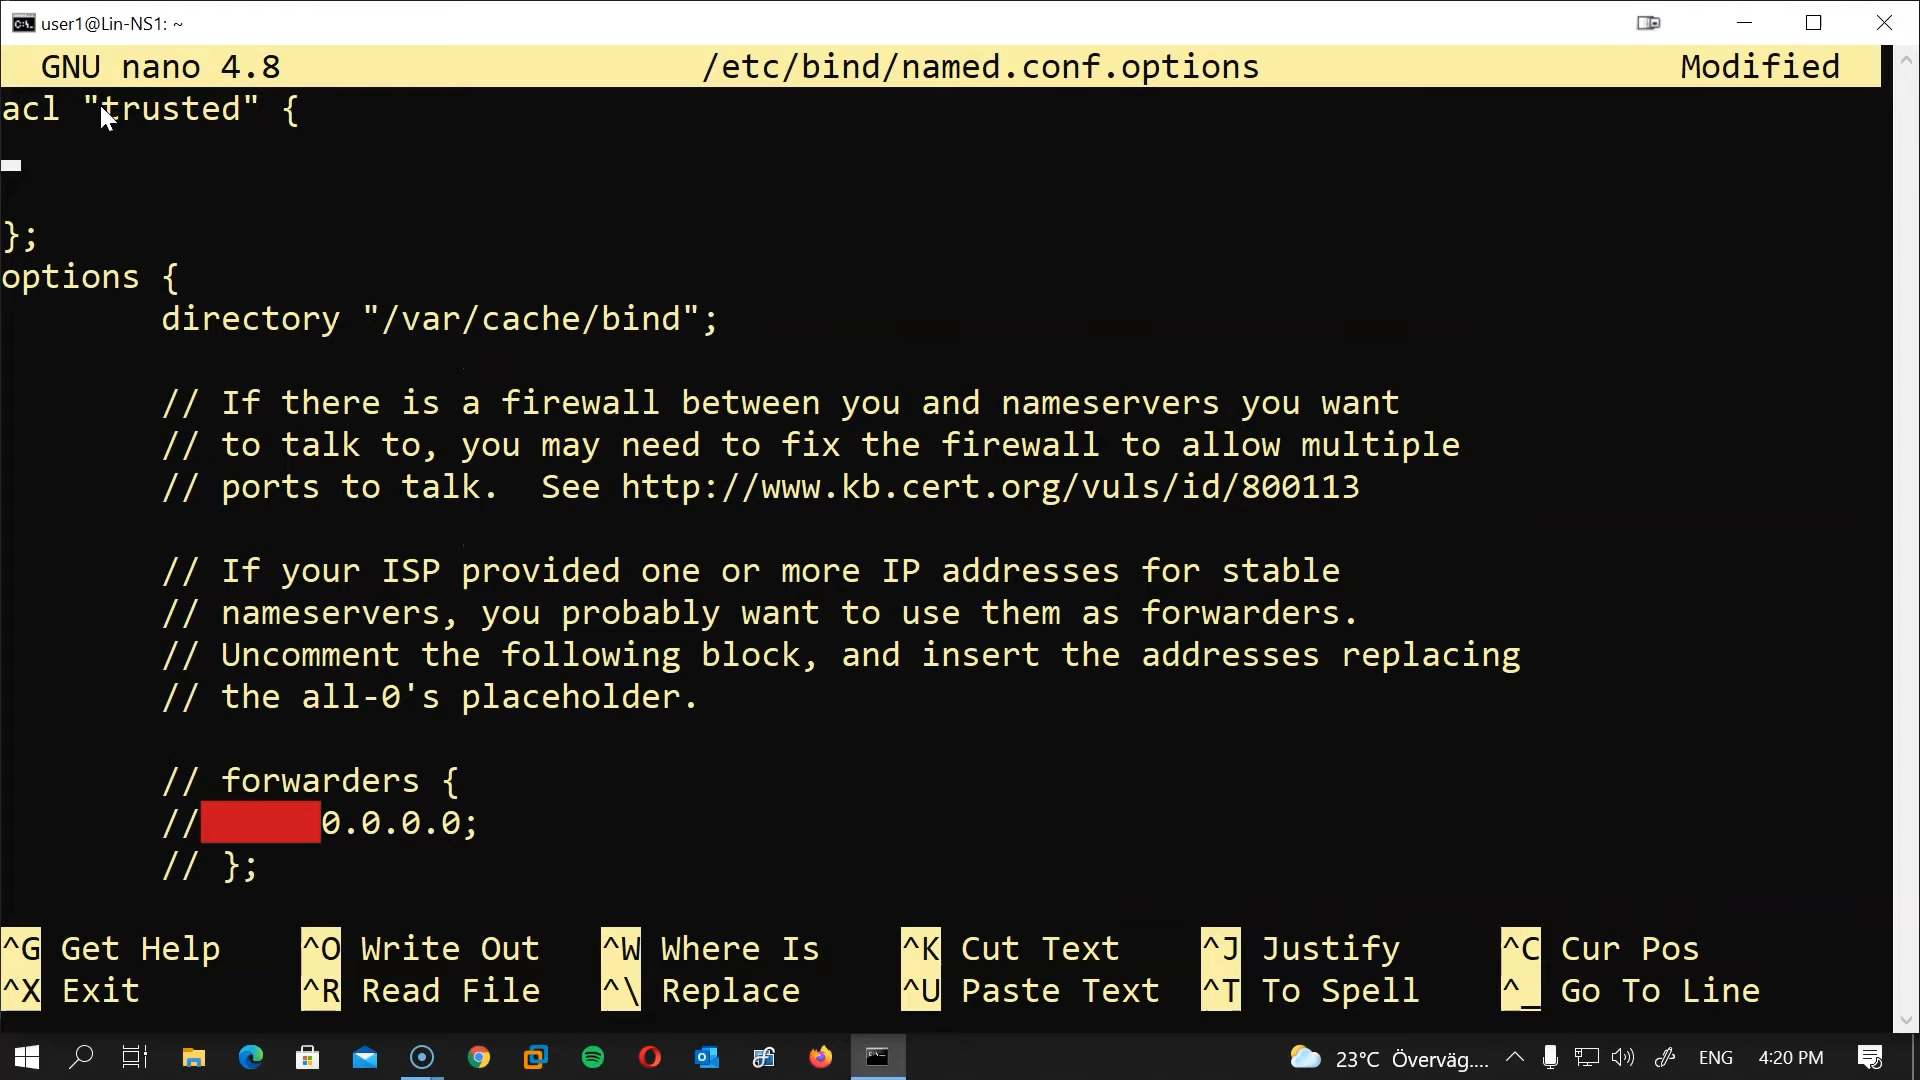 user1@Lin-NS1: ~
GNU nano 4.8 /etc/bind/named.conf.options Modified
acl "trusted" {
};
options {
directory "/var/cache/bind";
// If there is a firewall between you and nameservers you want
// to talk to, you may need to fix the firewall to allow multiple
// ports to talk.  See http://www.kb.cert.org/vuls/id/800113
// If your ISP provided one or more IP addresses for stable
// nameservers, you probably want to use them as forwarders.
// Uncomment the following block, and insert the addresses replacing
// the all-0's placeholder.
// forwarders {
// 0.0.0.0;
// };
^G Get Help ^O Write Out ^W Where Is ^K Cut Text ^J Justify ^C Cur Pos
^X Exit ^R Read File ^\ Replace ^U Paste Text ^T To Spell ^_ Go To Line
23°C Överväg.... ENG 4:20 PM